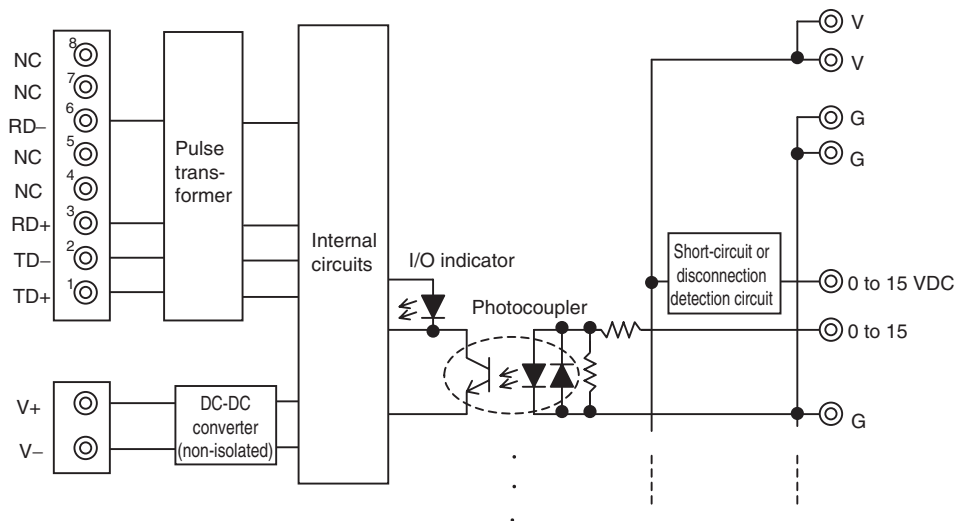 8
NC
7
NC
6
RD–
5
NC
4
NC
3
RD+
2
TD–
1
TD+
Pulse
trans-
former
Internal
circuits
V+
V–
DC-DC
converter
(non-isolated)
I/O indicator
Photocoupler
V
V
G
G
Short-circuit or
disconnection
detection circuit
0 to 15 VDC
0 to 15
G